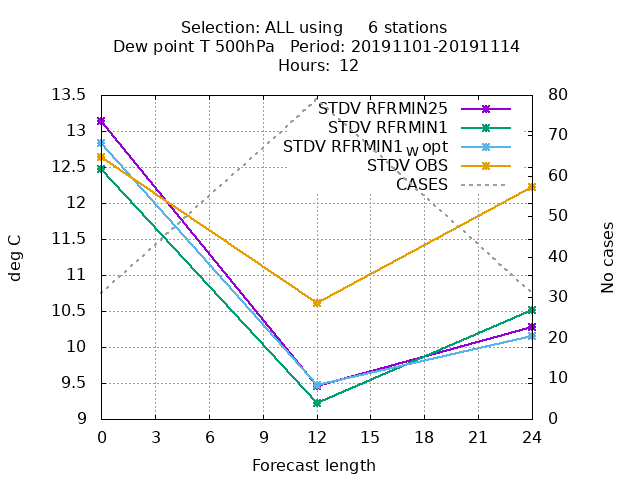 Selection: ALL using     6 stations
Dew point T 500hPa   Period: 20191101-20191114
Hours: 12
STDV RFRMIN25
STDV RFRMIN1
STDV RFRMIN1_W opt
STDV OBS
CASES
13.5
13
12.5
12
11.5
11
10.5
10
9.5
9
deg C
80
70
60
50
40
30
20
10
0
No cases
0 3 6 9 12 15 18 21 24
Forecast length